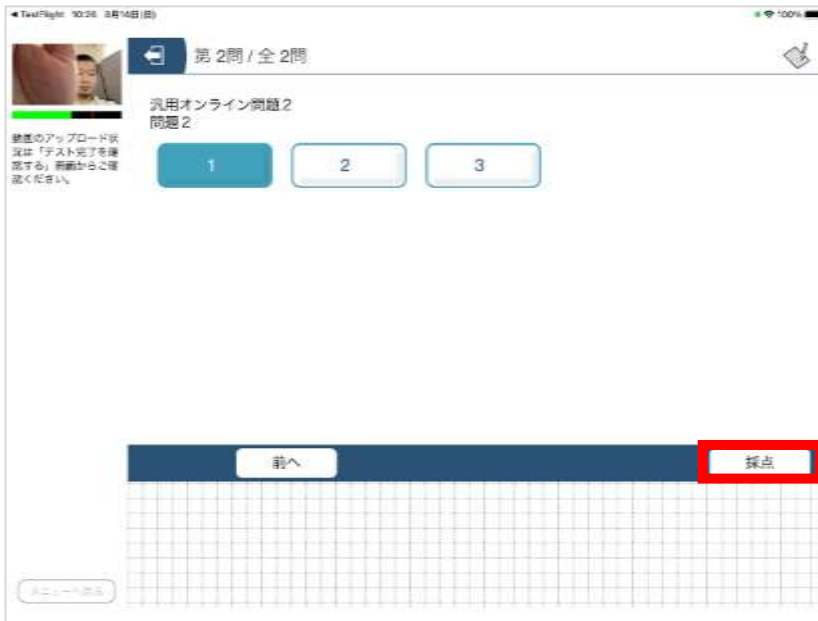 ◀TestFlight 10:26 8月14日(日)
100%
第 2問 / 全 2問
汎用オンライン問題2
問題2
動画のアップロード状
況は「テスト完了を確
認する」画面からご確
認ください。
1
2
3
前へ
採点
メニューへ戻る